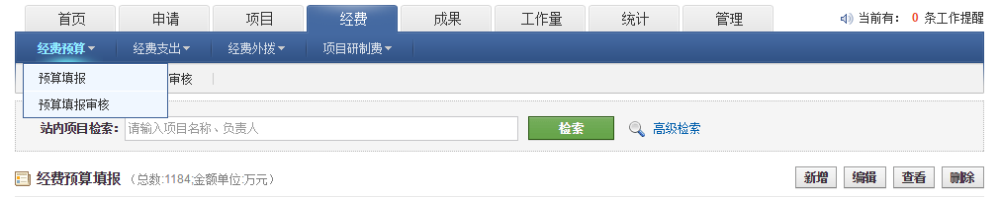 首页 申请 项目 经费 成果 工作量 统计 管理 当前有： 0 条工作提醒
经费预算 经费支出 经费外拨 项目研制费
预算填报 审核
预算填报审核
站内项目检索： 请输入项目名称、负责人 检索 高级检索
经费预算填报 （总数:1184;金额单位:万元） 新增 编辑 查看 删除